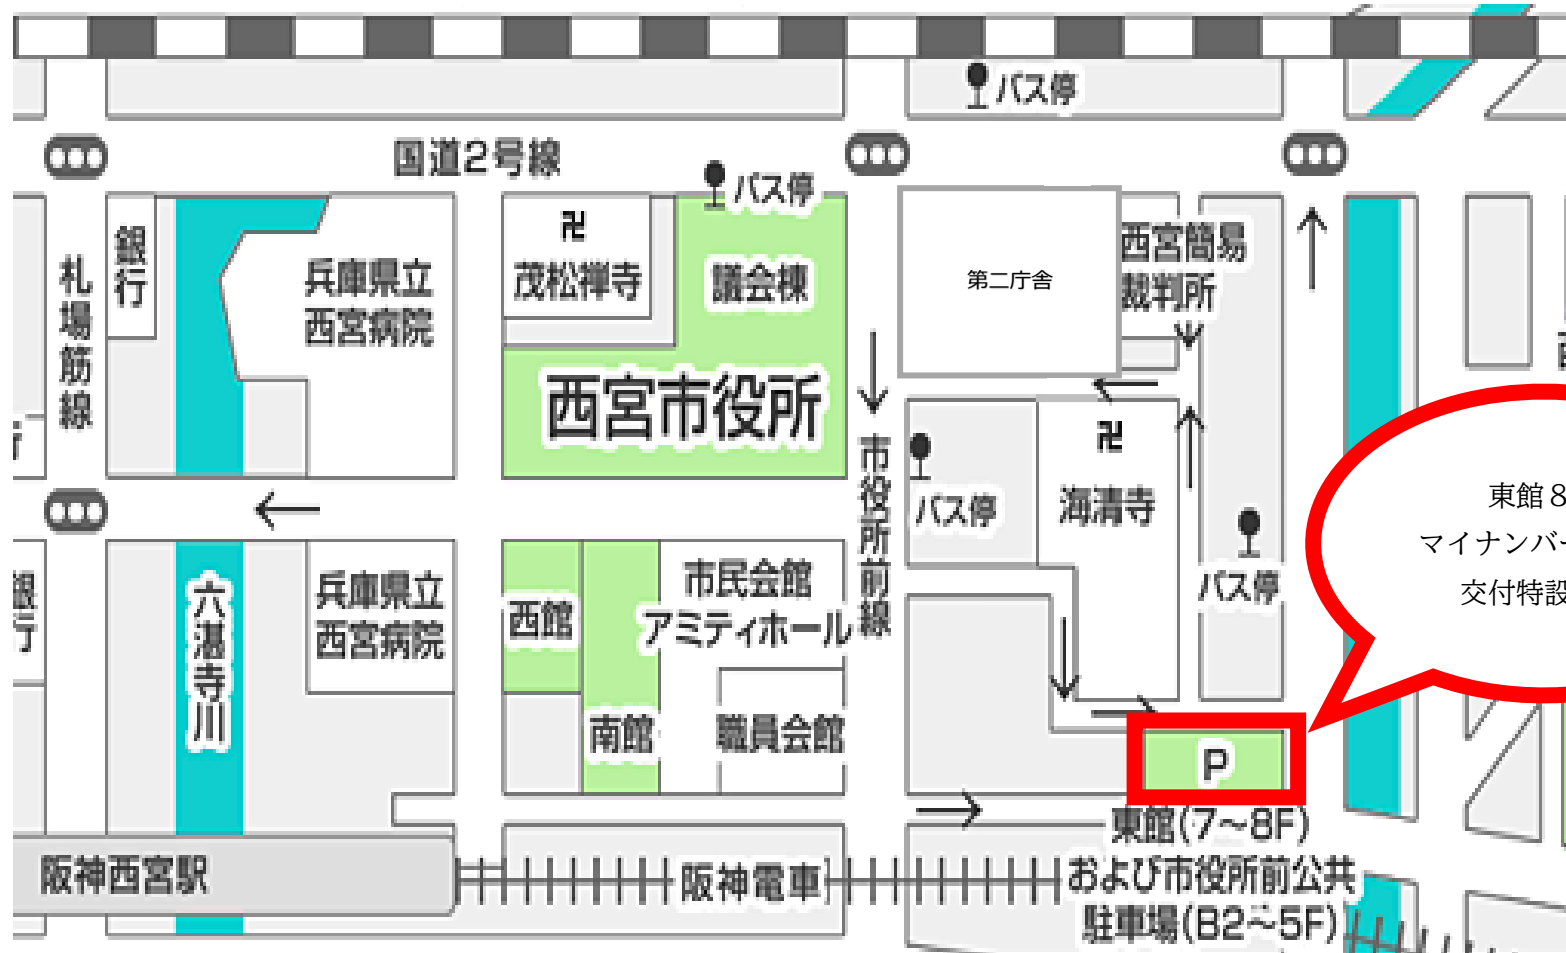 バス停
国道2号線
バス停
銀行
札場筋線
兵庫県立
西宮病院
卍
茂松禅寺
議会棟
第二庁舎
西宮簡易
裁判所
西宮市役所
市役所前線
バス停
卍
海清寺
バス停
東館8
マイナンバー
交付特設
銀行
六湛寺川
兵庫県立
西宮病院
西館
南館
市民会館
アミティホール
職員会館
P
東館(7～8F)
および市役所前公共
駐車場(B2～5F)
阪神西宮駅
阪神電車